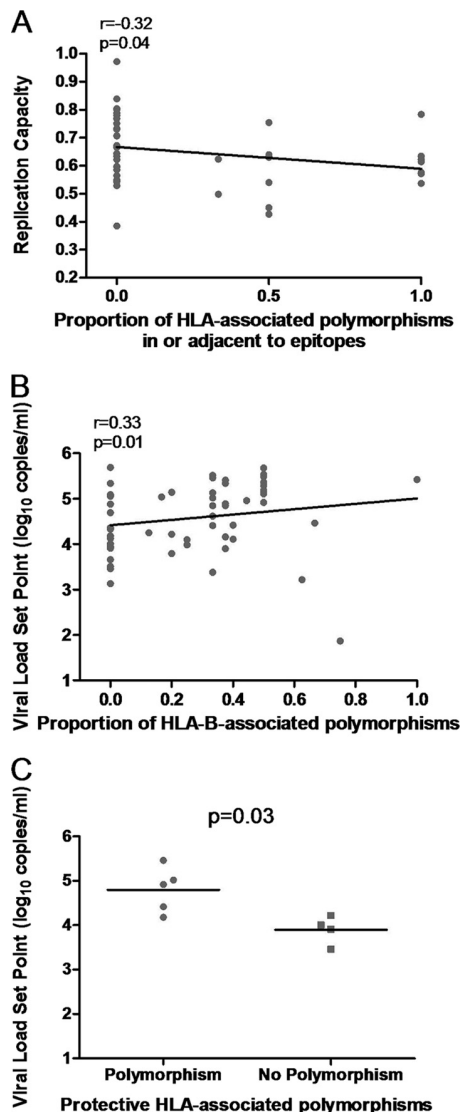 A
r=-0.32
p=0.04
1.0
0.9
0.8
0.7
0.6
0.5
0.4
0.3
0.2
Replication Capacity
0.0
0.5
1.0
Proportion of HLA-associated polymorphisms
in or adjacent to epitopes
B
r=0.33
p=0.01
6
5
4
3
2
1
Viral Load Set Point (log10 copies/ml)
0.0
0.2
0.4
0.6
0.8
1.0
Proportion of HLA-B-associated polymorphisms
C
p=0.03
6
5
4
3
2
1
Viral Load Set Point (log10 copies/ml)
Polymorphism
No Polymorphism
Protective HLA-associated polymorphisms